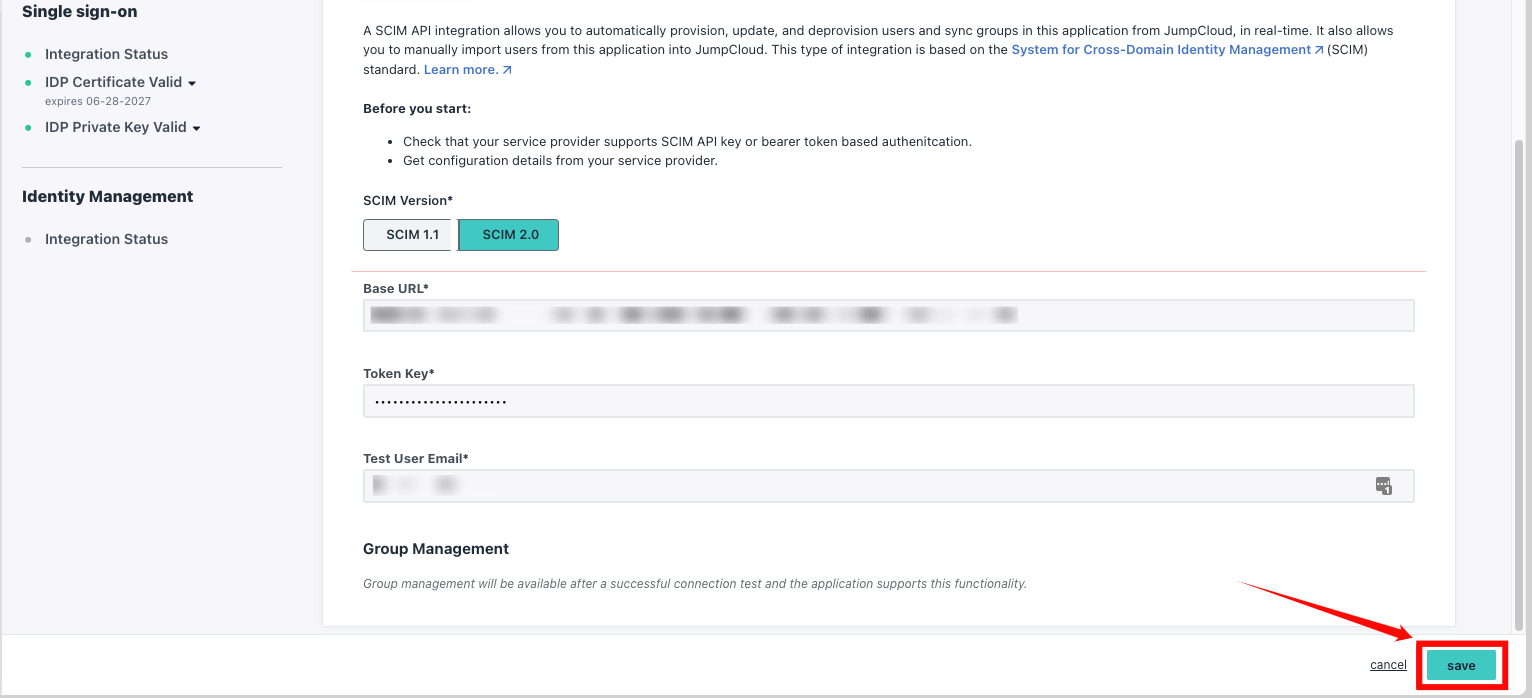 Single sign-on
Integration Status
IDP Certificate Valid
expires 06-28-2027
IDP Private Key Valid
Identity Management
Integration Status
A SCIM API integration allows you to automatically provision, update, and deprovision users and sync groups in this application from JumpCloud, in real-time. It also allows
you to manually import users from this application into JumpCloud. This type of integration is based on the System for Cross-Domain Identity Management (SCIM)
standard. Learn more.
Before you start:
Check that your service provider supports SCIM API key or bearer token based authenitcation.
Get configuration details from your service provider.
SCIM Version*
SCIM 1.1
SCIM 2.0
Base URL*
Token Key*
••••••••••••••••••••••
Test User Email*
1
Group Management
Group management will be available after a successful connection test and the application supports this functionality.
cancel
save